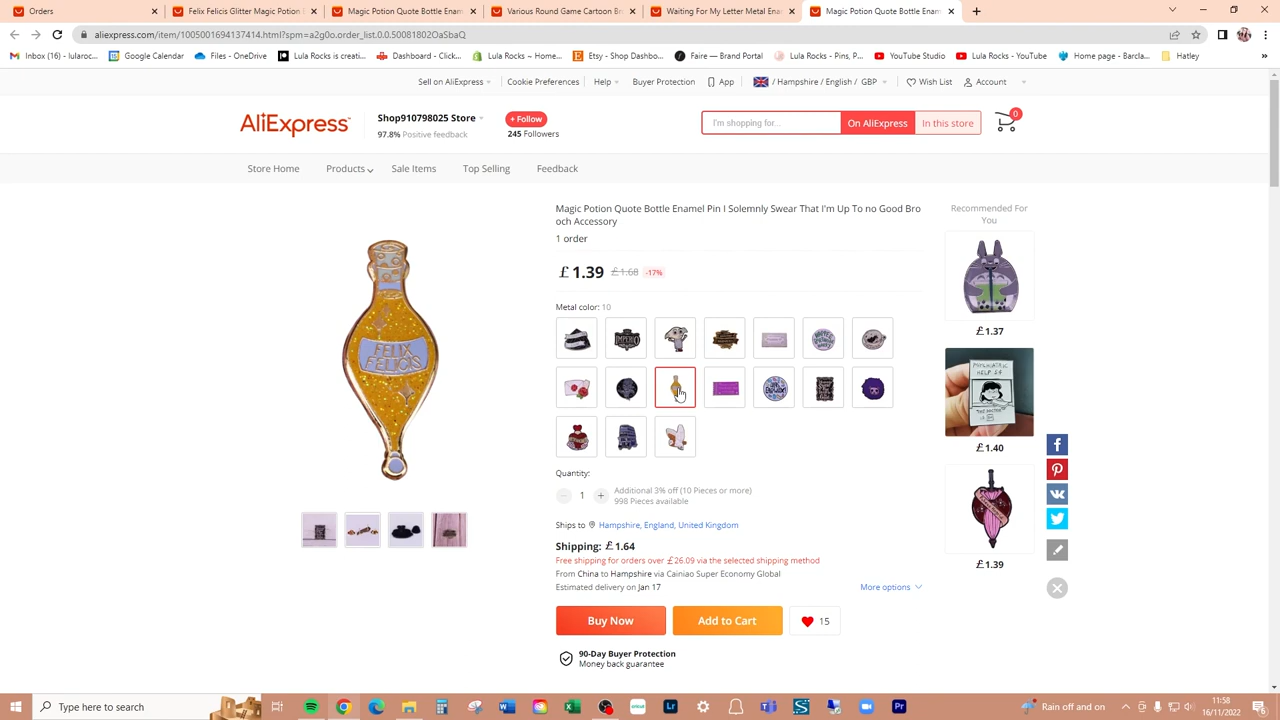 Orders
Felix Felicis Glitter Magic Potion B
Magic Potion Quote Bottle Enam
Various Round Game Cartoon Br
Waiting For My Letter Metal Ena
Magic Potion Quote Bottle Enam
aliexpress.com/item/1005001694137414.html?spm=a2g0o.order_list.0.0.50081802OaSbaQ
Inbox (56) - lularoc...
Google Calendar
Files - OneDrive
Lula Rocks is creati...
Dashboard - Click...
Lula Rocks ~ Home...
Etsy - Shop Dashbo...
Faire — Brand Portal
Lula Rocks - Pins, P...
YouTube Studio
Lula Rocks - YouTube
Home page - Barcla...
Hatley
»
Sell on AliExpress
Cookie Preferences
Help
Buyer Protection
App
/ Hampshire / English / GBP
Wish List
Account
AliExpress
Shop910798025 Store
97.8% Positive feedback
+ Follow
245 Followers
I'm shopping for...
On AliExpress
In this store
0
Store Home
Products
Sale Items
Top Selling
Feedback
Magic Potion Quote Bottle Enamel Pin I Solemnly Swear That I'm Up To no Good Bro
och Accessory
1 order
£1.39 £1.68 -17%
Metal color: 10
FELIX
FELICIS
IMPERIO
Quantity:
1
Additional 3% off (10 Pieces or more)
998 Pieces available
Ships to Hampshire, England, United Kingdom
Shipping: £1.64
Free shipping for orders over £26.09 via the selected shipping method
From China to Hampshire via Cainiao Super Economy Global
Estimated delivery on Jan 17
More options
Buy Now
Add to Cart
15
90-Day Buyer Protection
Money back guarantee
Recommended For
You
£1.37
PSYCHIATRIC
HELP 5¢
THE DOCTOR
£1.40
£1.39
Type here to search
Rain off and on
11:58
16/11/2022